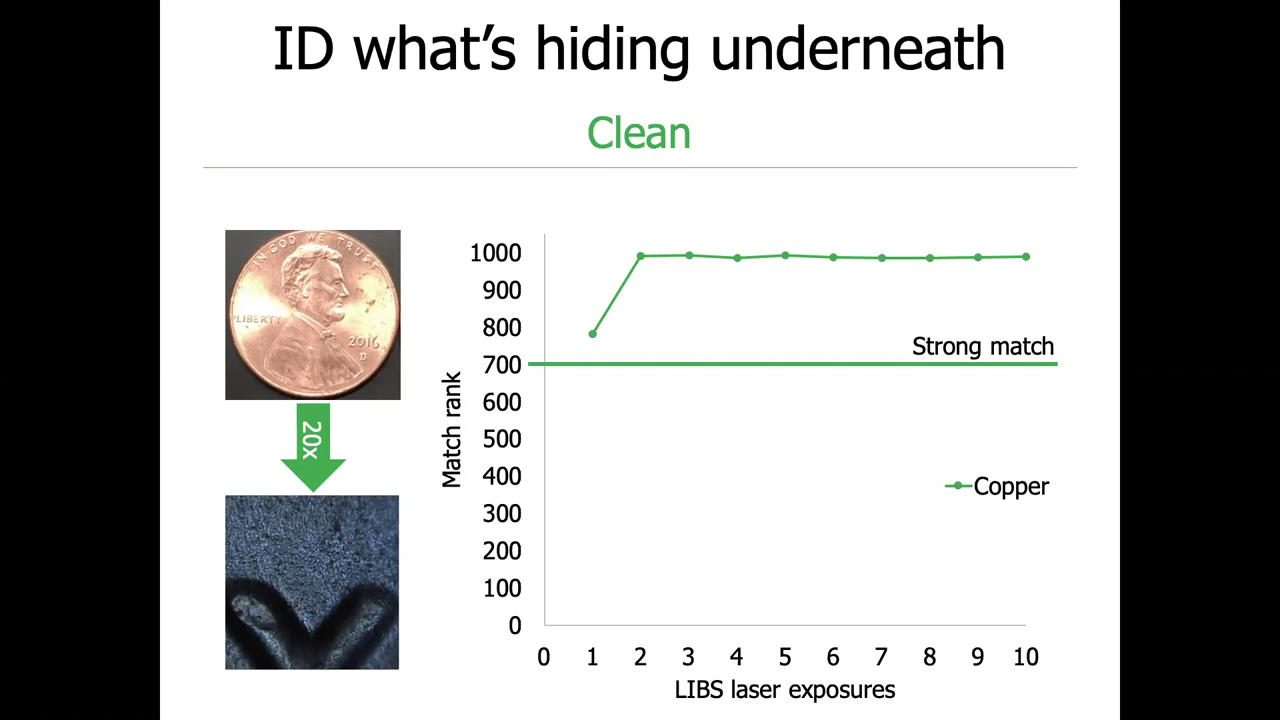 ID what's hiding underneath
Clean
IN GOD WE TRUST
LIBERTY
2016
D
20x
Match rank
1000
900
800
700
600
500
400
300
200
100
0
Strong match
Copper
0 1 2 3 4 5 6 7 8 9 10
LIBS laser exposures